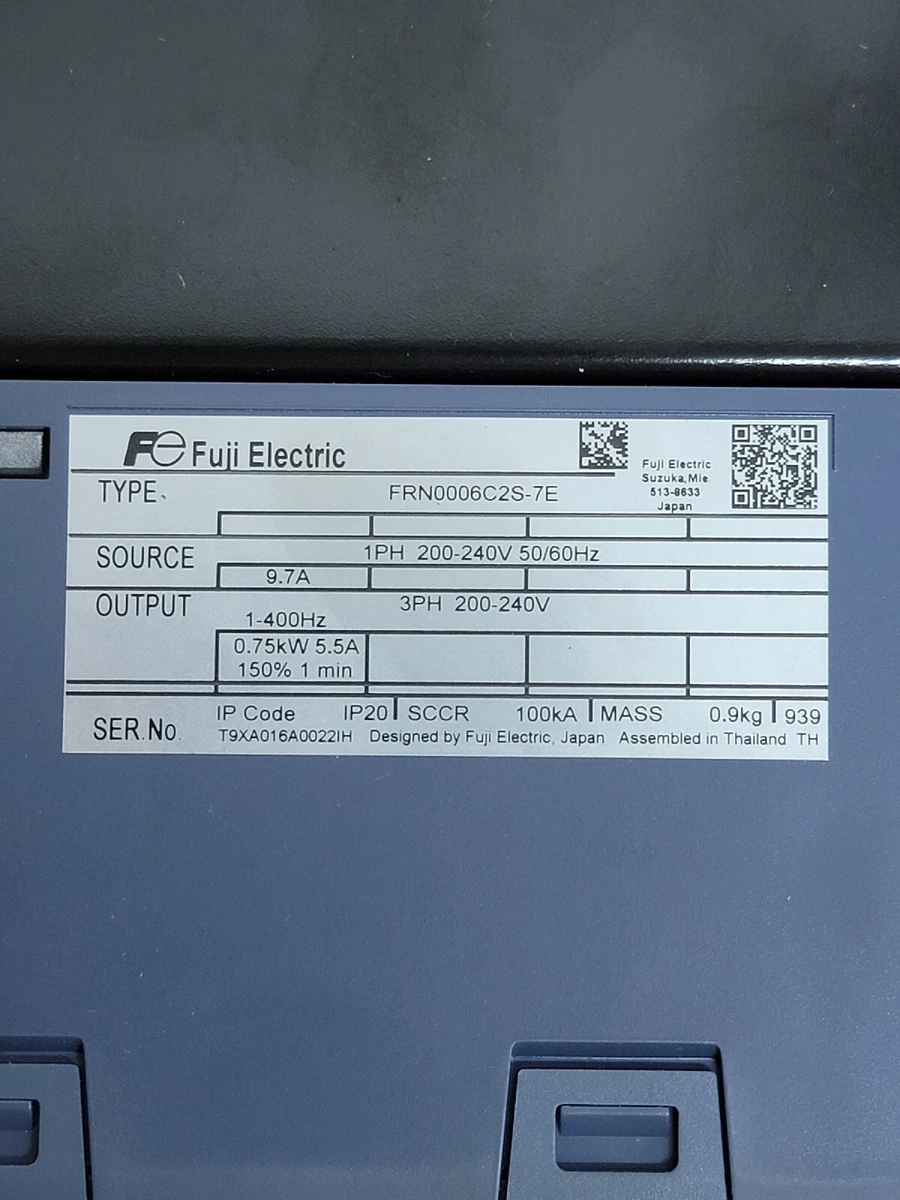 Fe Fuji Electric
Fuji Electric
Suzuka,Mie
513-8633
Japan
TYPE FRN0006C2S-7E
SOURCE 1PH 200-240V 50/60Hz
9.7A
OUTPUT 3PH 200-240V
1-400Hz
0.75kW 5.5A
150% 1 min
IP Code IP20 SCCR 100kA MASS 0.9kg 939
SER.No. T9XA016A0022IH Designed by Fuji Electric, Japan Assembled in Thailand TH